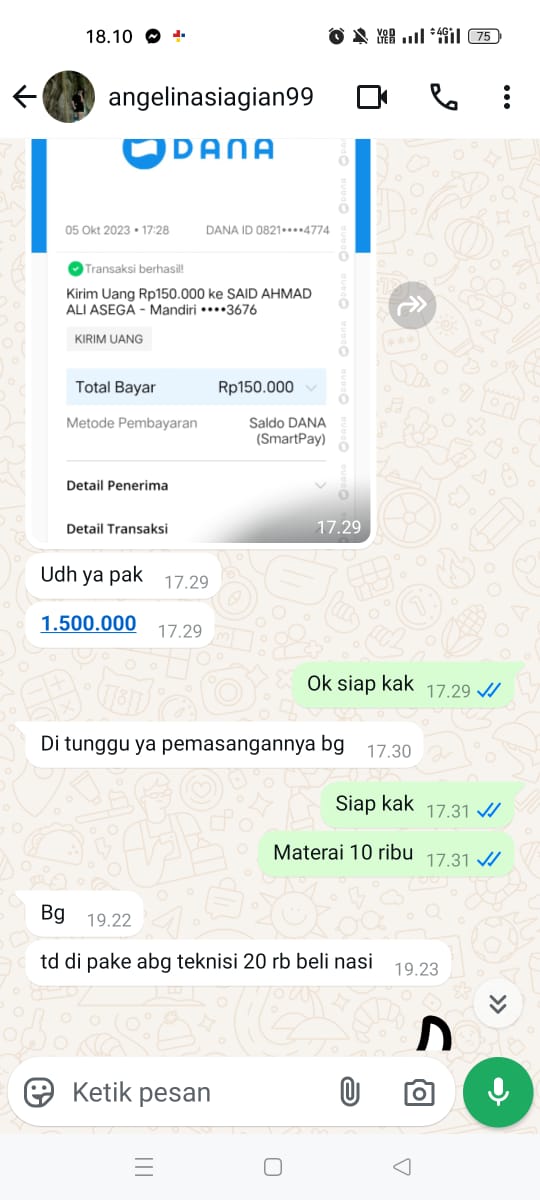 18.10
VoD LTE 4G 75
angelinasiagian99
DANA
05 Okt 2023 • 17:28 DANA ID 0821••••4774
Transaksi berhasil!
Kirim Uang Rp150.000 ke SAID AHMAD
ALI ASEGA - Mandiri ••••3676
KIRIM UANG
Total Bayar Rp150.000
Metode Pembayaran Saldo DANA
(SmartPay)
Detail Penerima
Detail Transaksi 17.29
Udh ya pak 17.29
1.500.000 17.29
Ok siap kak 17.29
Di tunggu ya pemasangannya bg 17.30
Siap kak 17.31
Materai 10 ribu 17.31
Bg 19.22
td di pake abg teknisi 20 rb beli nasi 19.23
Ketik pesan